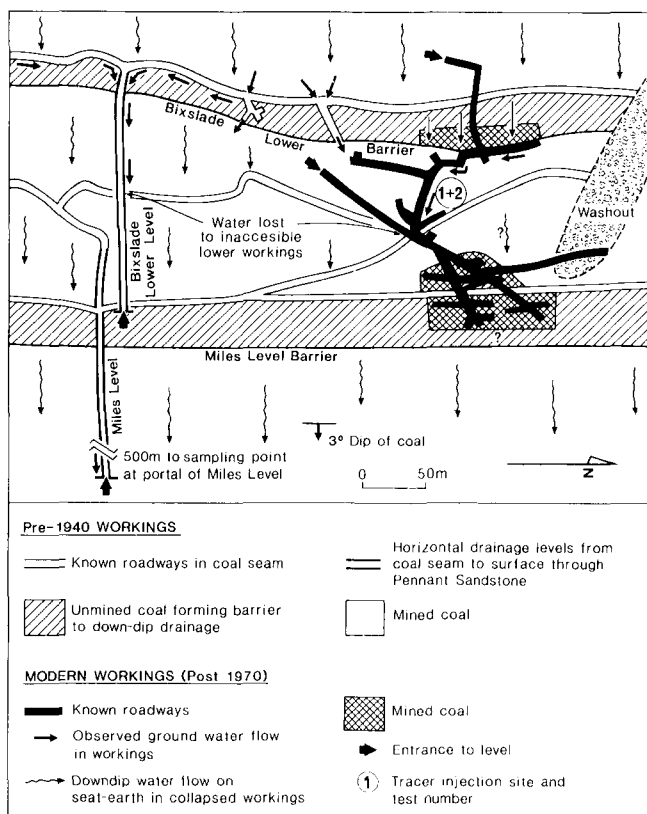 Bixslade
Lower
Barrier
1+2
Washout
Water lost
to inaccesible
lower workings
?
Bixslade
Lower Level
Miles Level Barrier
?
Miles Level
3° Dip of coal
500m to sampling point
at portal of Miles Level
0 50m
N
Pre-1940 WORKINGS
Known roadways in coal seam
Horizontal drainage levels from
coal seam to surface through
Pennant Sandstone
Unmined coal forming barrier
to down-dip drainage
Mined coal
MODERN WORKINGS (Post 1970)
Known roadways
Mined coal
Observed ground water flow
in workings
Entrance to level
Downdip water flow on
seat-earth in collapsed workings
1 Tracer injection site and
test number